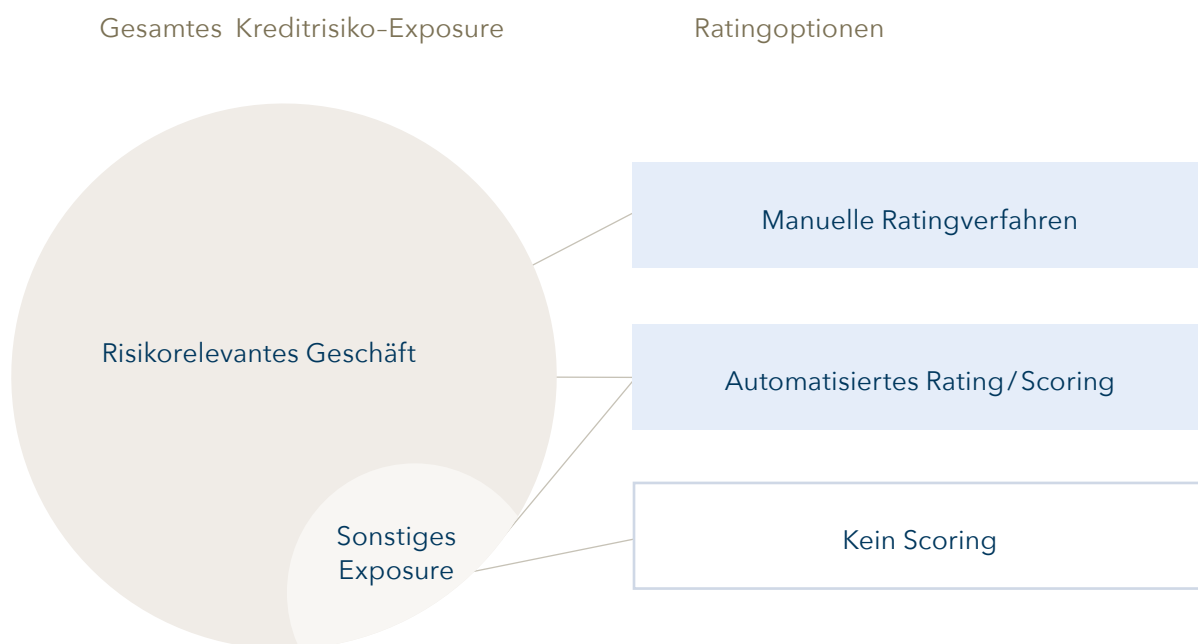 Gesamtes Kreditrisiko–Exposure
Ratingoptionen
Manuelle Ratingverfahren
Risikorelevantes Geschäft
Automatisiertes Rating/Scoring
Sonstiges
Exposure
Kein Scoring